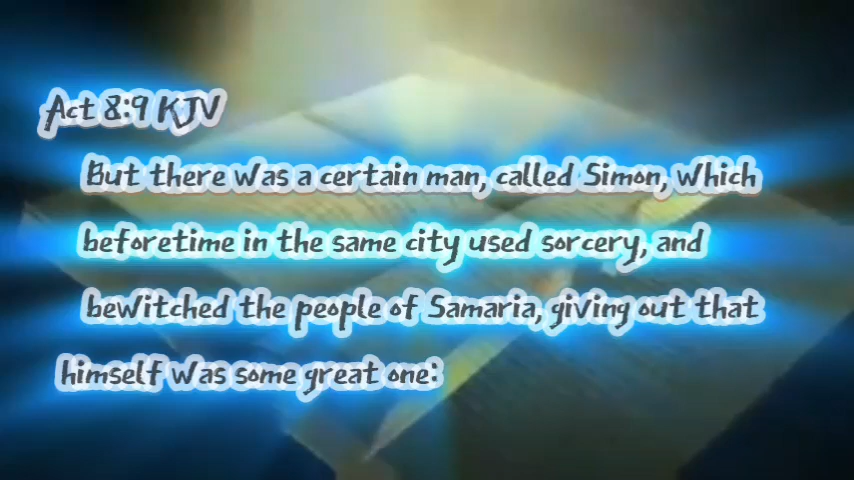 Act 8:9 KJV
But there was a certain man, called Simon, which
beforetime in the same city used sorcery, and
bewitched the people of Samaria, giving out that
himself was some great one: